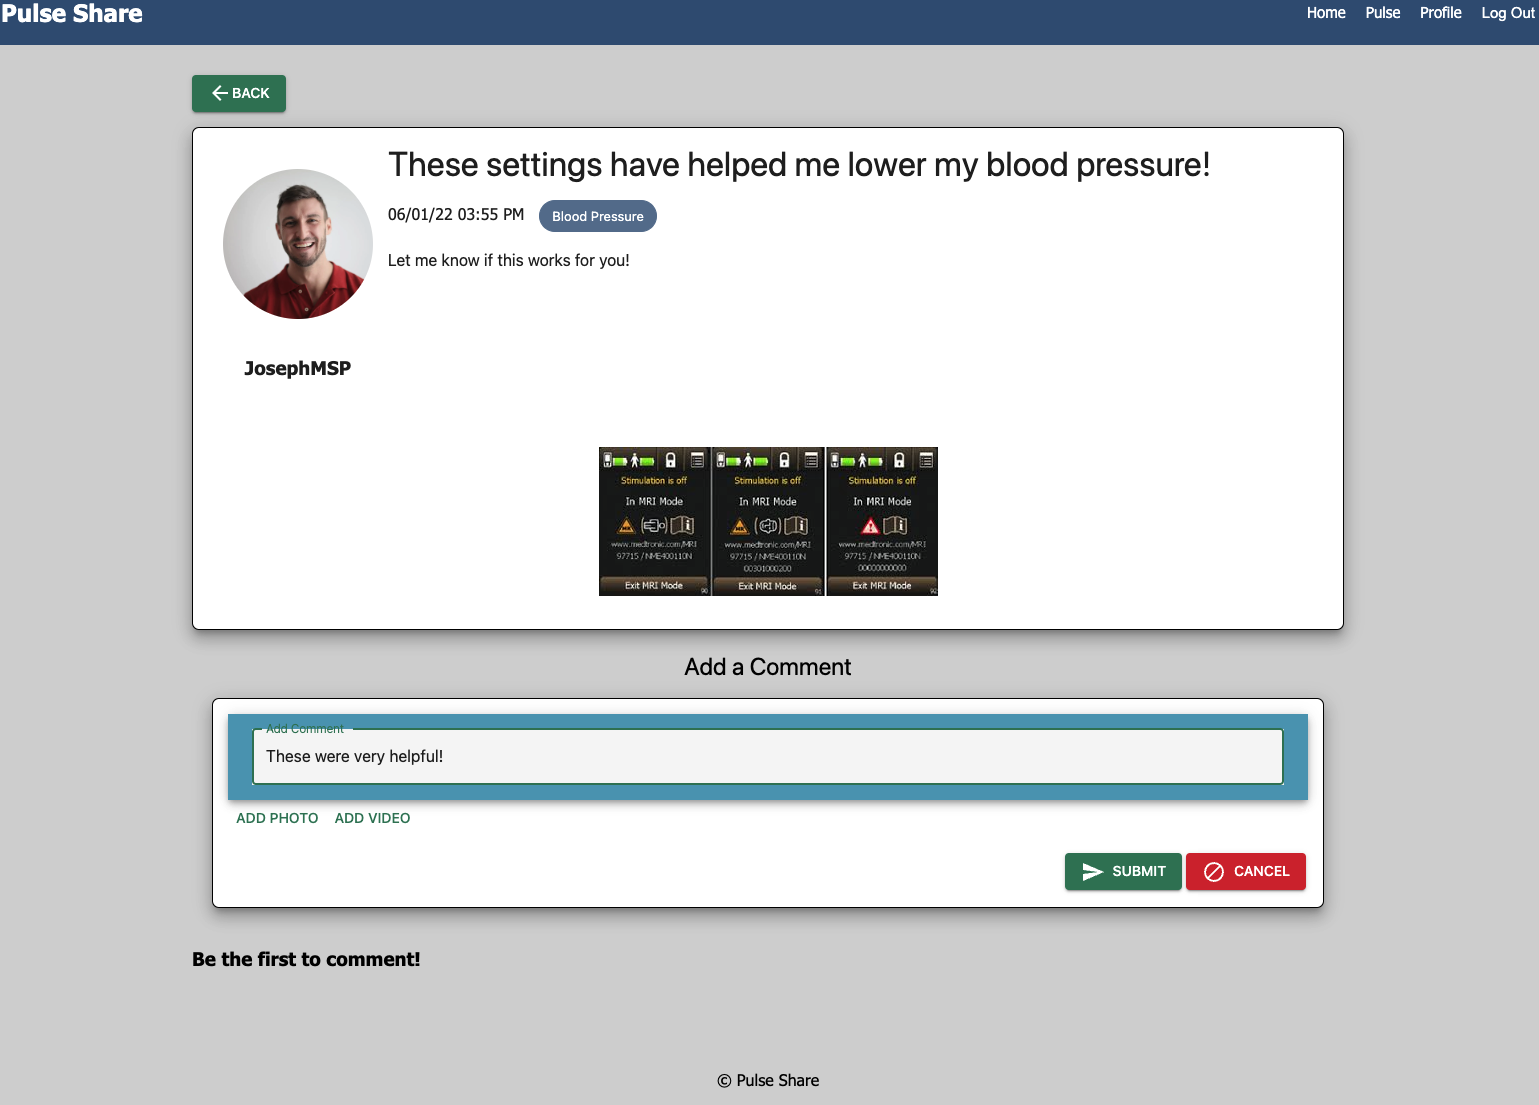 Pulse Share
Home Pulse Profile Log Out
BACK
These settings have helped me lower my blood pressure!
06/01/22 03:55 PM Blood Pressure
Let me know if this works for you!
JosephMSP
Stimulation is off
In MRI Mode
www.medtronic.com/MRI
97715 / NME400110N
Exit MRI Mode
90
Stimulation is off
In MRI Mode
www.medtronic.com/MRI
97715 / NME400110N
00301000200
Exit MRI Mode
91
Stimulation is off
In MRI Mode
www.medtronic.com/MRI
97715 / NME400110N
00000000000
Exit MRI Mode
92
Add a Comment
Add Comment
These were very helpful!
ADD PHOTO ADD VIDEO
SUBMIT CANCEL
Be the first to comment!
© Pulse Share